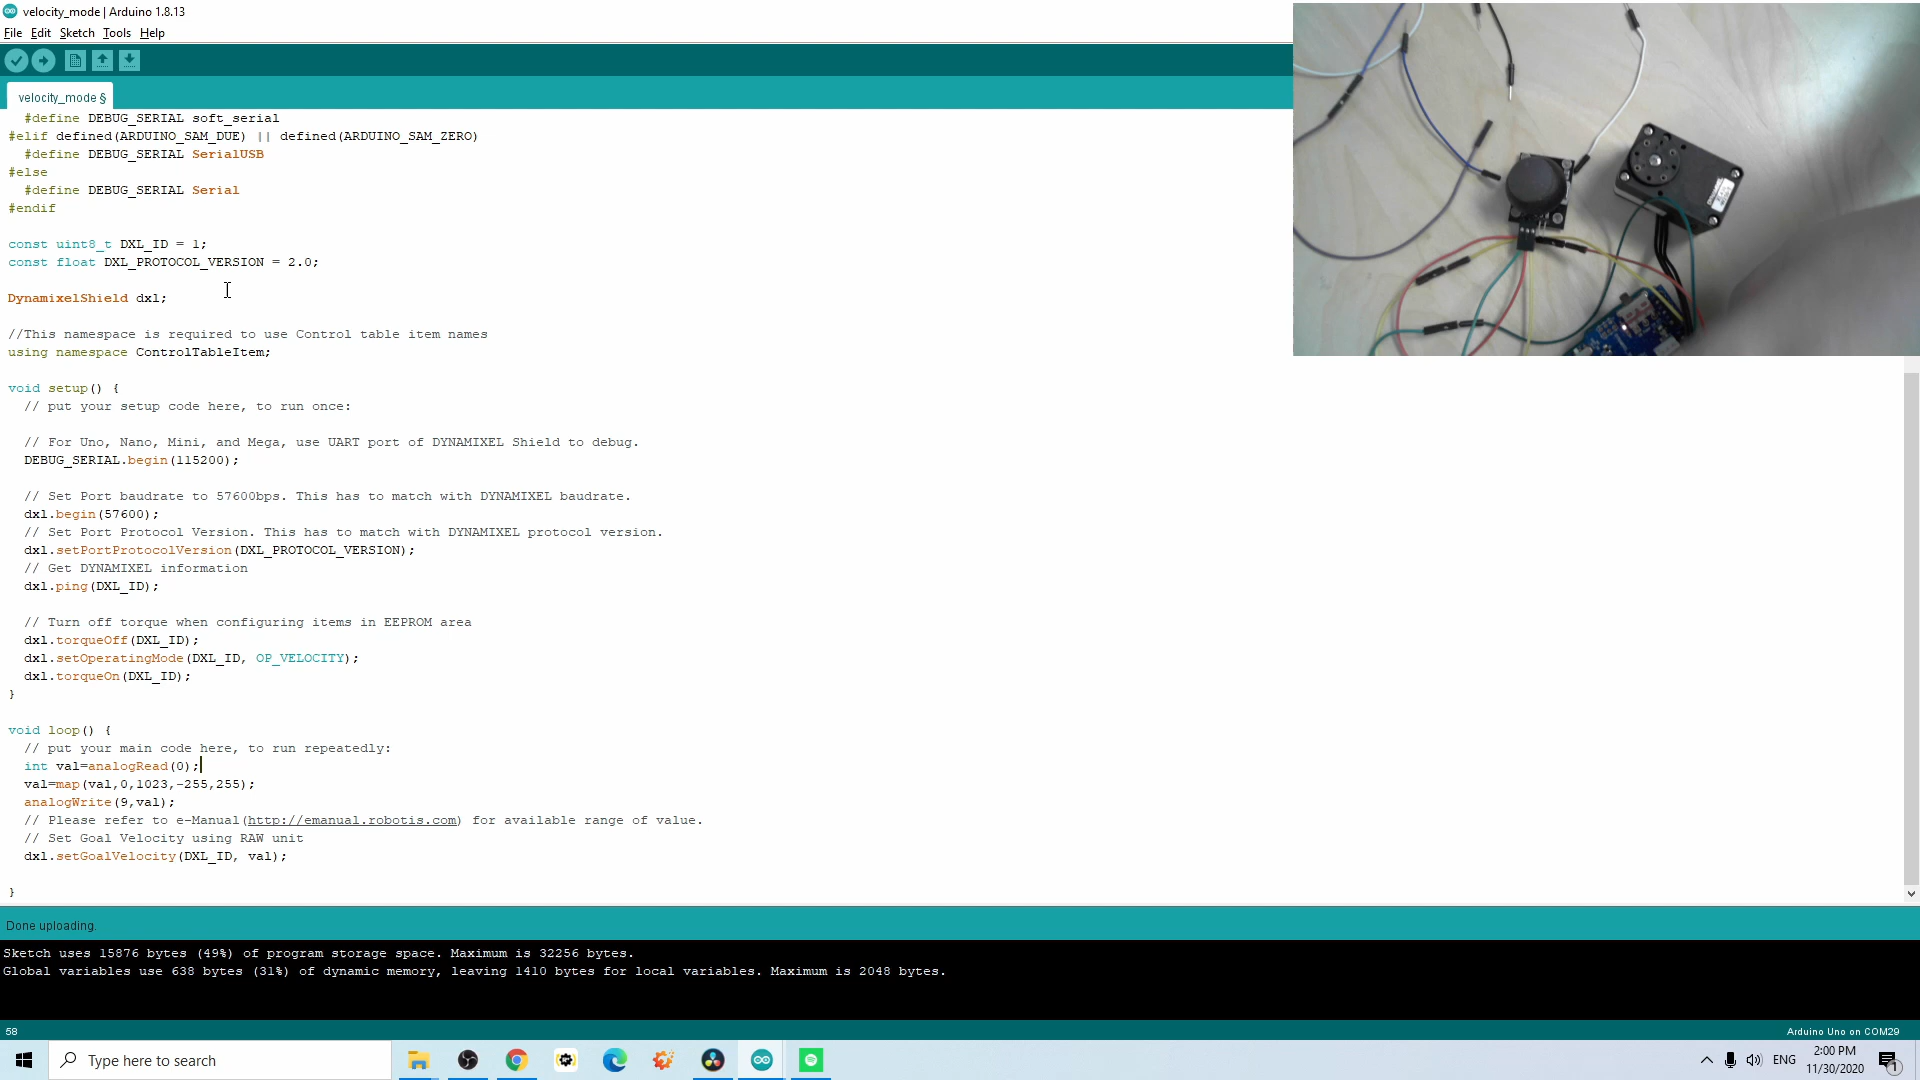 velocity_mode | Arduino 1.8.13
File Edit Sketch Tools Help
velocity_mode §
#define DEBUG_SERIAL soft_serial
#elif defined(ARDUINO_SAM_DUE) || defined(ARDUINO_SAM_ZERO)
#define DEBUG_SERIAL SerialUSB
#else
#define DEBUG_SERIAL Serial
#endif
const uint8_t DXL_ID = 1;
const float DXL_PROTOCOL_VERSION = 2.0;
DynamixelShield dxl;
//This namespace is required to use Control table item names
using namespace ControlTableItem;
void setup() {
// put your setup code here, to run once:
// For Uno, Nano, Mini, and Mega, use UART port of DYNAMIXEL Shield to debug.
DEBUG_SERIAL.begin(115200);
// Set Port baudrate to 57600bps. This has to match with DYNAMIXEL baudrate.
dxl.begin(57600);
// Set Port Protocol Version. This has to match with DYNAMIXEL protocol version.
dxl.setPortProtocolVersion(DXL_PROTOCOL_VERSION);
// Get DYNAMIXEL information
dxl.ping(DXL_ID);
// Turn off torque when configuring items in EEPROM area
dxl.torqueOff(DXL_ID);
dxl.setOperatingMode(DXL_ID, OP_VELOCITY);
dxl.torqueOn(DXL_ID);
}
void loop() {
// put your main code here, to run repeatedly:
int val=analogRead(0);
val=map(val,0,1023,-255,255);
analogWrite(9,val);
// Please refer to e-Manual(http://emanual.robotis.com) for available range of value.
// Set Goal Velocity using RAW unit
dxl.setGoalVelocity(DXL_ID, val);
}
Done uploading.
Sketch uses 15876 bytes (49%) of program storage space. Maximum is 32256 bytes.
Global variables use 638 bytes (31%) of dynamic memory, leaving 1410 bytes for local variables. Maximum is 2048 bytes.
58
Arduino Uno on COM29
Type here to search
ENG
2:00 PM
11/30/2020
1